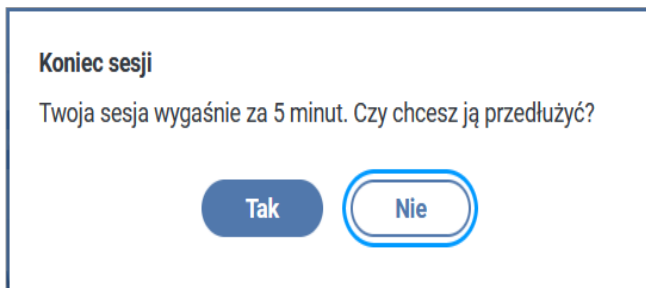 Koniec sesji
Twoja sesja wygaśnie za 5 minut. Czy chcesz ją przedłużyć?
Tak Nie